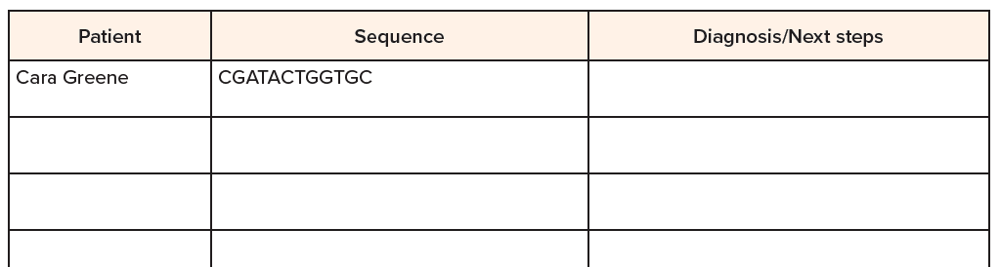 Patient Sequence Diagnosis/Next steps
Cara Greene CGATACTGGTGC